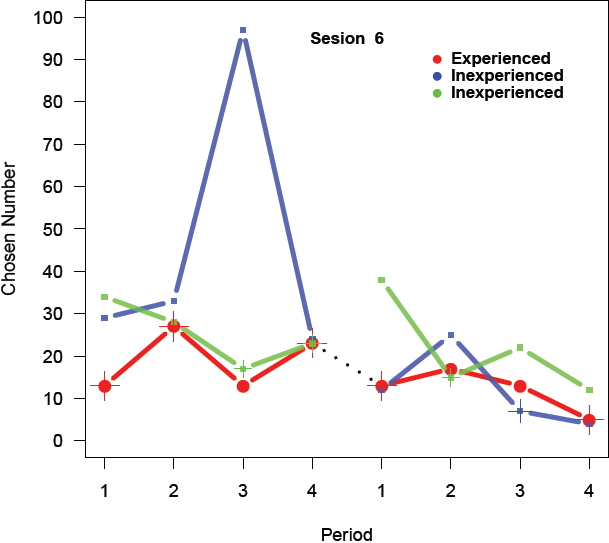 Sesion 6
Experienced
Inexperienced
Inexperienced
100
90
80
70
60
50
40
30
20
10
0
Chosen Number
1 2 3 4 1 2 3 4
Period